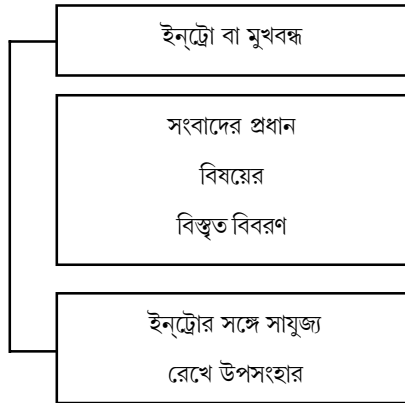 ইন্‌ট্রো বা মুখবন্ধ
সংবাদের প্রধান
বিষয়ের
বিস্তৃত বিবরণ
ইন্‌ট্রোর সঙ্গে সাযুজ্য
রেখে উপসংহার